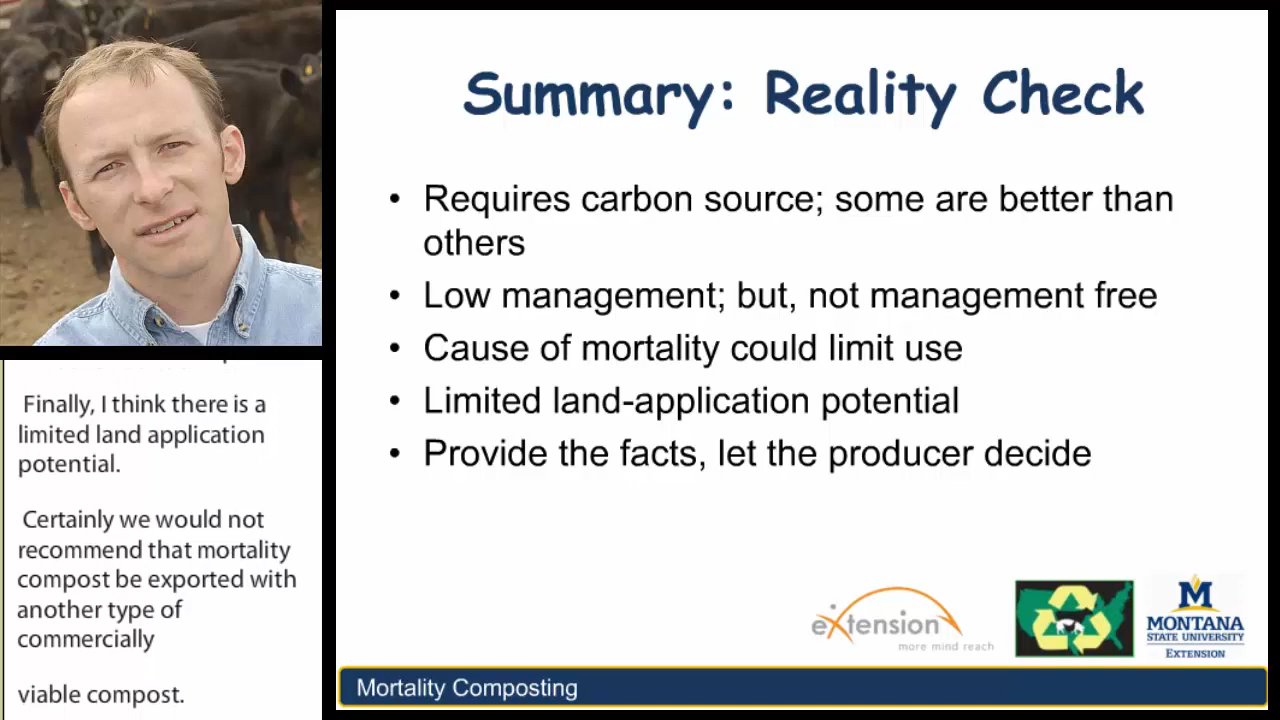 Summary: Reality Check
• Requires carbon source; some are better than
others
• Low management; but, not management free
• Cause of mortality could limit use
• Limited land-application potential
• Provide the facts, let the producer decide
eXtension
more mind reach
M
MONTANA
STATE UNIVERSITY
EXTENSION
Mortality Composting
Finally, I think there is a
limited land application
potential.
Certainly we would not
recommend that mortality
compost be exported with
another type of
commercially
viable compost.